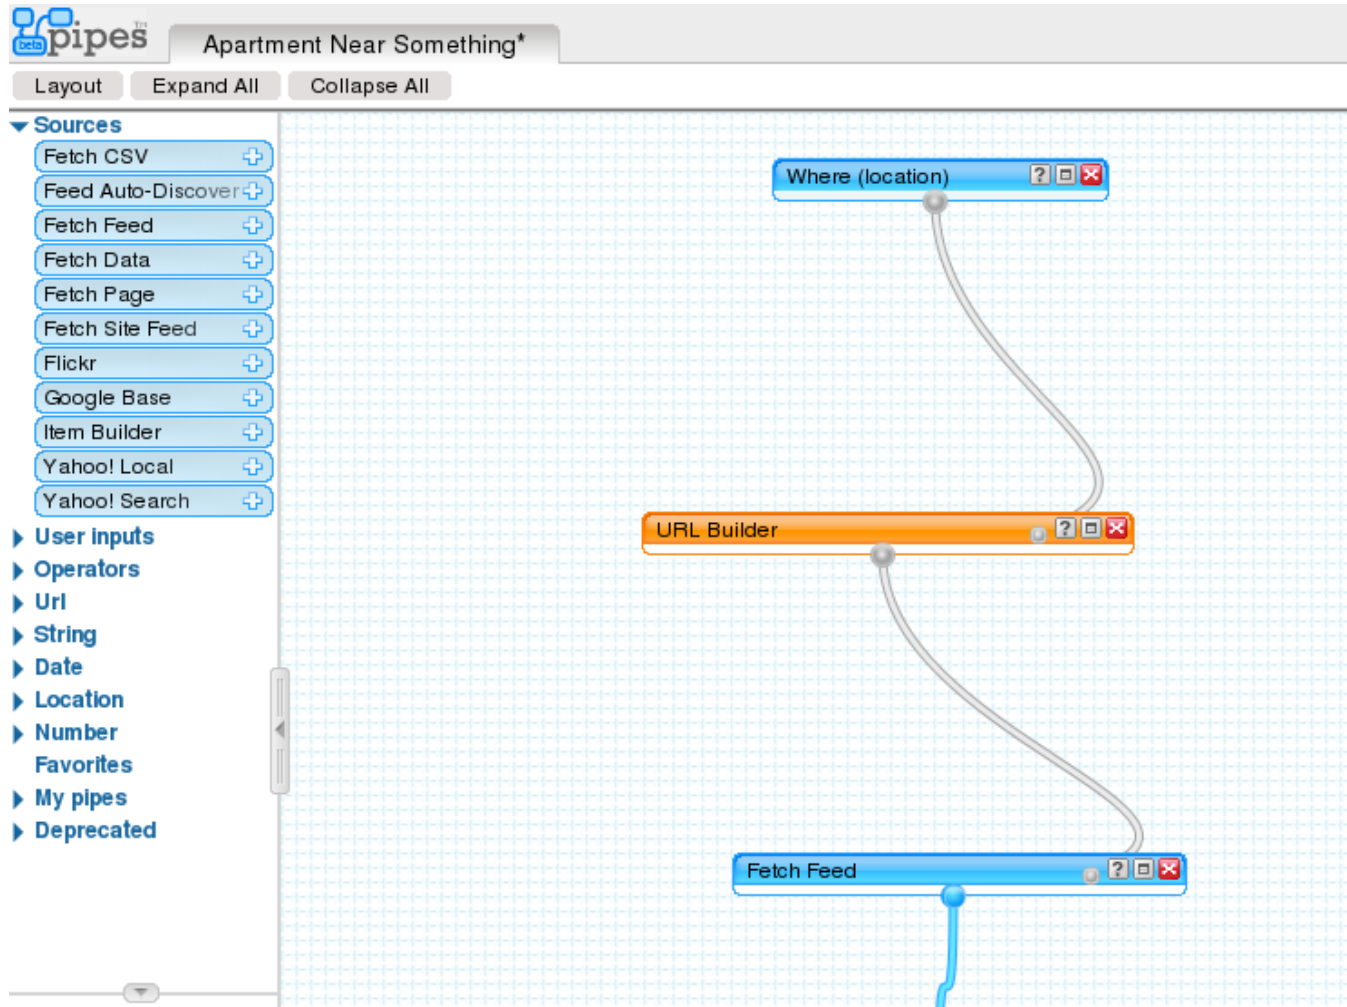 beta pipes TM
Apartment Near Something*
Layout Expand All Collapse All
Sources
Fetch CSV
Feed Auto-Discover
Fetch Feed
Fetch Data
Fetch Page
Fetch Site Feed
Flickr
Google Base
Item Builder
Yahoo! Local
Yahoo! Search
User inputs
Operators
Url
String
Date
Location
Number
Favorites
My pipes
Deprecated
Where (location) ?
URL Builder ?
Fetch Feed ?